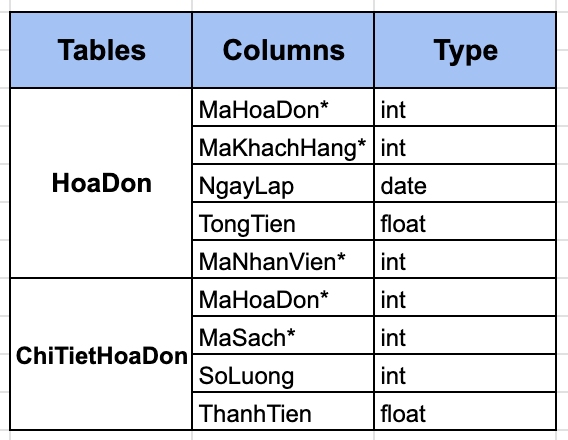 Tables Columns Type
HoaDon
MaHoaDon* int
MaKhachHang* int
NgayLap date
TongTien float
MaNhanVien* int
ChiTietHoaDon
MaHoaDon* int
MaSach* int
SoLuong int
ThanhTien float